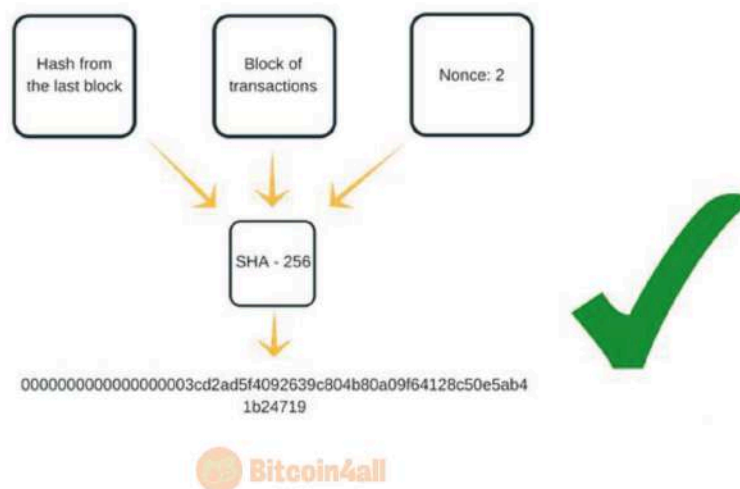 Hash from
the last block
Block of
transactions
Nonce: 2
SHA - 256
0000000000000000003cd2ad5f4092639c804b80a09f64128c50e5ab4
1b24719
Bitcoin4all